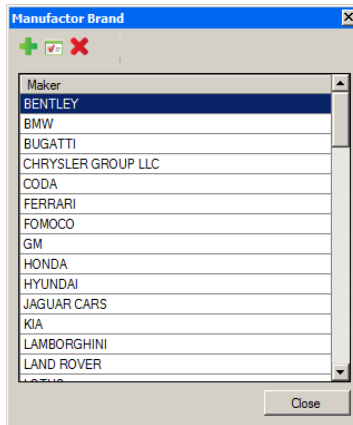 Manufactor Brand
Maker
BENTLEY
BMW
BUGATTI
CHRYSLER GROUP LLC
CODA
FERRARI
FOMOCO
GM
HONDA
HYUNDAI
JAGUAR CARS
KIA
LAMBORGHINI
LAND ROVER
Close